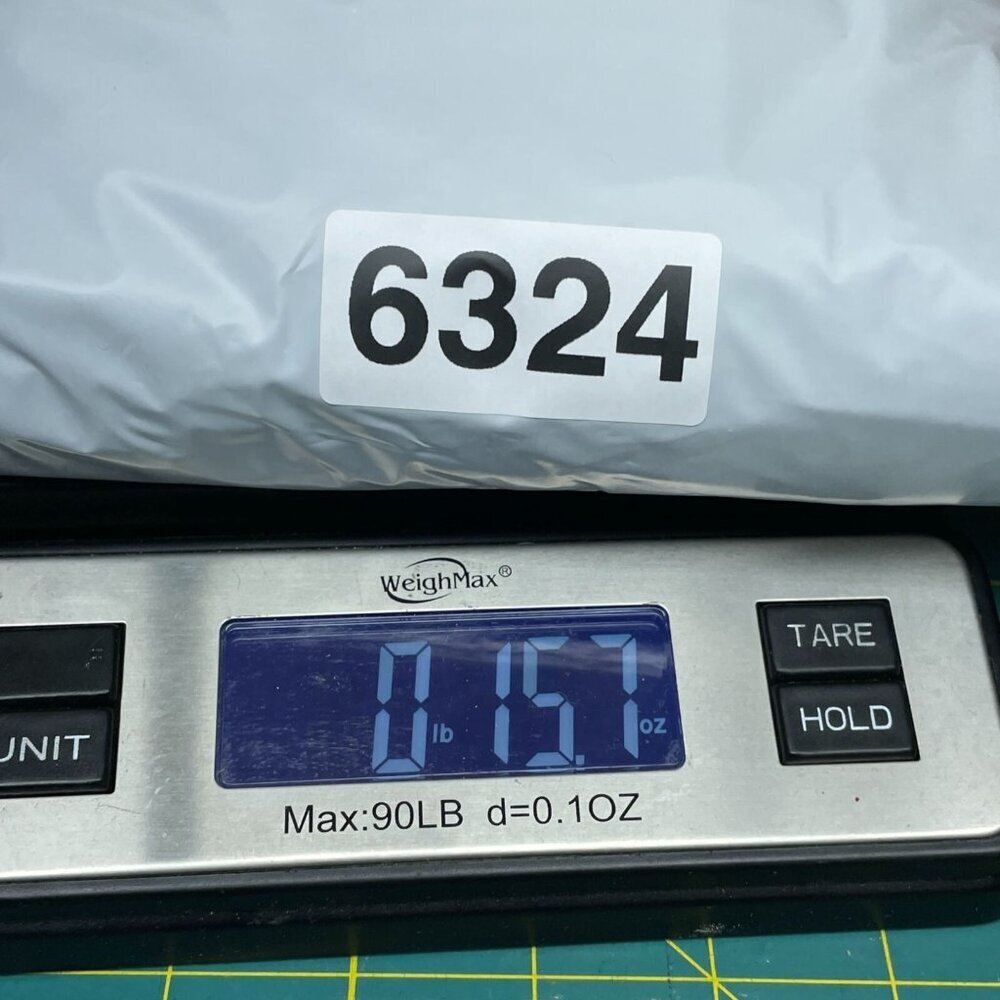 6324
WeighMax®
TARE
0 lb 15.7 oz
HOLD
UNIT
Max:90LB d=0.1OZ